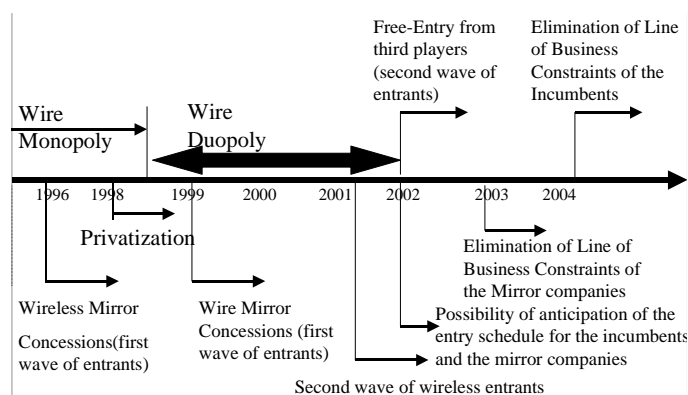 Free-Entry from
third players
(second wave of
entrants)
Elimination of Line
of Business
Constraints of the
Incumbents
Wire
Monopoly
Wire
Duopoly
1996 1998 1999 2000 2001 2002 2003 2004
Privatization
Elimination of Line of
Business Constraints of
the Mirror companies
Wireless Mirror
Concessions(first
wave of entrants)
Wire Mirror
Concessions (first
wave of entrants)
Possibility of anticipation of the
entry schedule for the incumbents
and the mirror companies
Second wave of wireless entrants